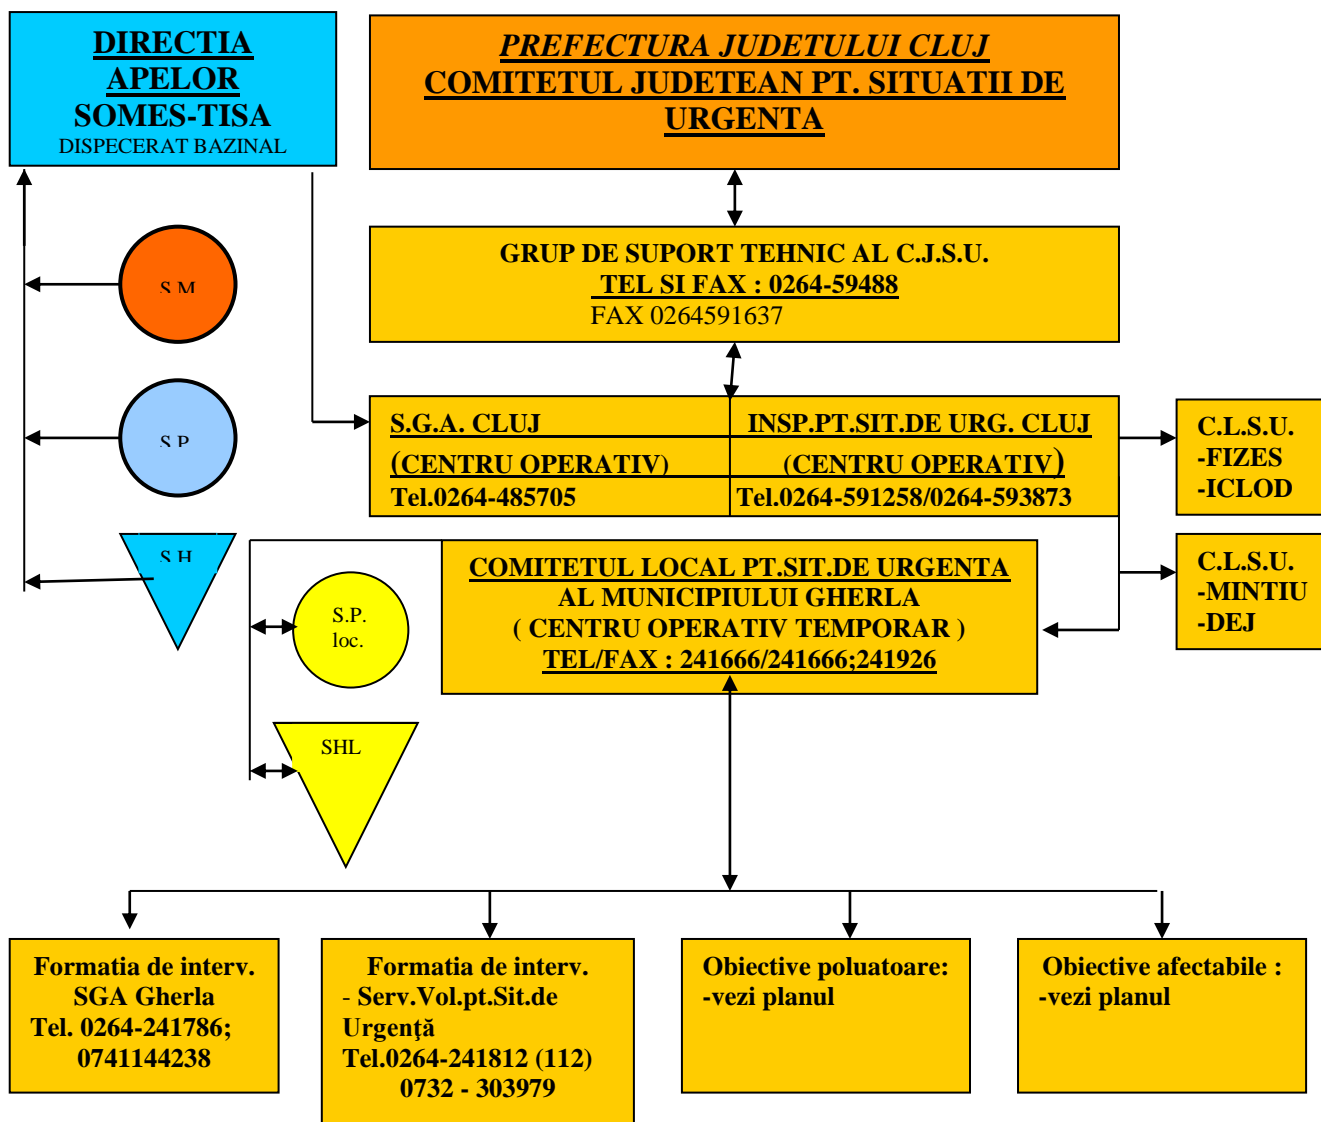 DIRECTIA
APELOR
SOMES-TISA
DISPECERAT BAZINAL
PREFECTURA JUDETULUI CLUJ
COMITETUL JUDETEAN PT. SITUATII DE
URGENTA
S.M
GRUP DE SUPORT TEHNIC AL C.J.S.U.
TEL SI FAX : 0264-59488
FAX 0264591637
S.P
S.G.A. CLUJ
(CENTRU OPERATIV)
Tel.0264-485705
INSP.PT.SIT.DE URG. CLUJ
(CENTRU OPERATIV)
Tel.0264-591258/0264-593873
C.L.S.U.
-FIZES
-ICLOD
S.H
S.P.
loc.
COMITETUL LOCAL PT.SIT.DE URGENTA
AL MUNICIPIULUI GHERLA
( CENTRU OPERATIV TEMPORAR )
TEL/FAX : 241666/241666;241926
C.L.S.U.
-MINTIU
-DEJ
SHL
Formatia de interv.
SGA Gherla
Tel. 0264-241786;
0741144238
Formatia de interv.
- Serv.Vol.pt.Sit.de
Urgenţă
Tel.0264-241812 (112)
0732 - 303979
Obiective poluatoare:
-vezi planul
Obiective afectabile :
-vezi planul